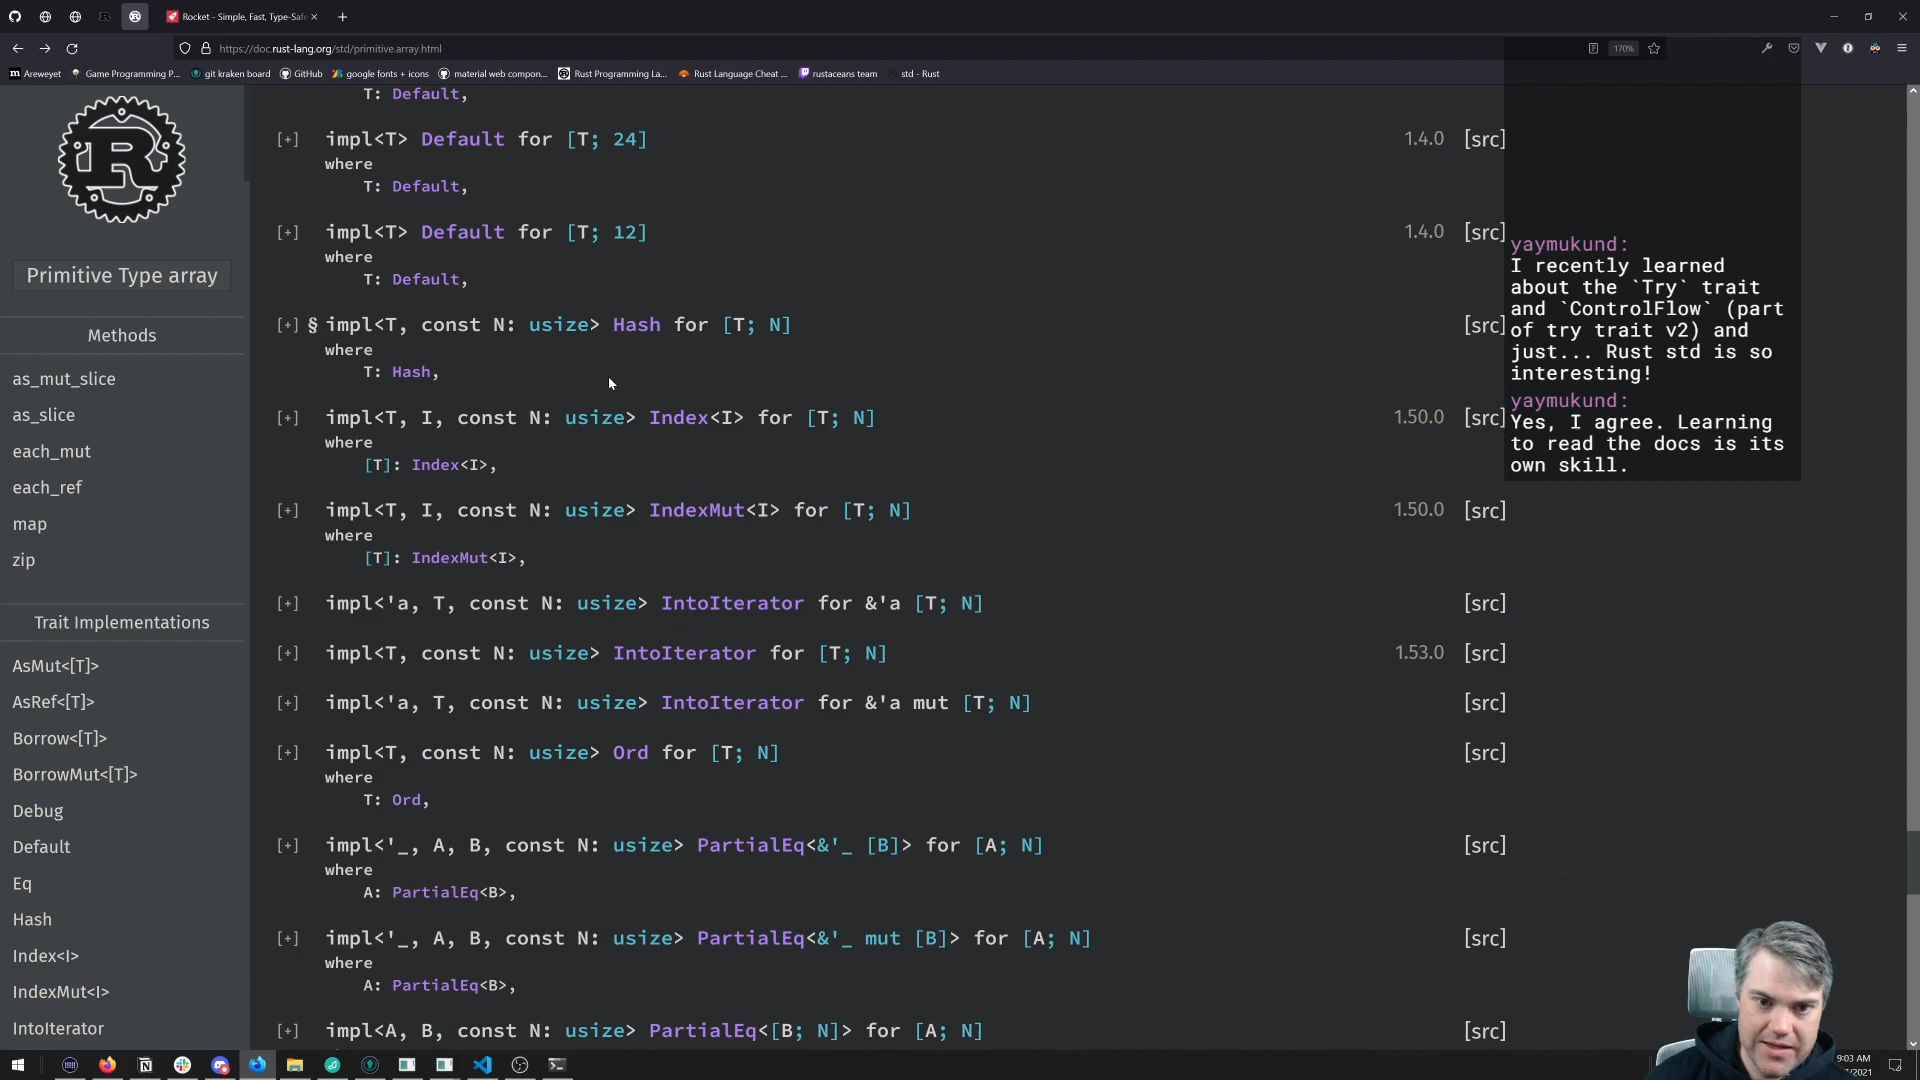 Rocket - Simple, Fast, Type-Safe
https://doc.rust-lang.org/std/primitive.array.html
170%
Areweyet
Game Programming P...
git kraken board
GitHub
google fonts + icons
material web compon...
Rust Programming La...
Rust Language Cheat ...
rustaceans team
std - Rust
Primitive Type array
Methods
as_mut_slice
as_slice
each_mut
each_ref
map
zip
Trait Implementations
AsMut<[T]>
AsRef<[T]>
Borrow<[T]>
BorrowMut<[T]>
Debug
Default
Eq
Hash
Index<I>
IndexMut<I>
IntoIterator
T: Default,
[+] impl<T> Default for [T; 24] 1.4.0 [src]
where
T: Default,
[+] impl<T> Default for [T; 12] 1.4.0 [src]
where
T: Default,
[+] § impl<T, const N: usize> Hash for [T; N] [src]
where
T: Hash,
[+] impl<T, I, const N: usize> Index<I> for [T; N] 1.50.0 [src]
where
[T]: Index<I>,
[+] impl<T, I, const N: usize> IndexMut<I> for [T; N] 1.50.0 [src]
where
[T]: IndexMut<I>,
[+] impl<'a, T, const N: usize> IntoIterator for &'a [T; N] [src]
[+] impl<T, const N: usize> IntoIterator for [T; N] 1.53.0 [src]
[+] impl<'a, T, const N: usize> IntoIterator for &'a mut [T; N] [src]
[+] impl<T, const N: usize> Ord for [T; N] [src]
where
T: Ord,
[+] impl<'_, A, B, const N: usize> PartialEq<&'_ [B]> for [A; N] [src]
where
A: PartialEq<B>,
[+] impl<'_, A, B, const N: usize> PartialEq<&'_ mut [B]> for [A; N] [src]
where
A: PartialEq<B>,
[+] impl<A, B, const N: usize> PartialEq<[B; N]> for [A; N] [src]
yaymukund:
I recently learned
about the `Try` trait
and `ControlFlow` (part
of try trait v2) and
just... Rust std is so
interesting!
yaymukund:
Yes, I agree. Learning
to read the docs is its
own skill.
9:03 AM
/2021